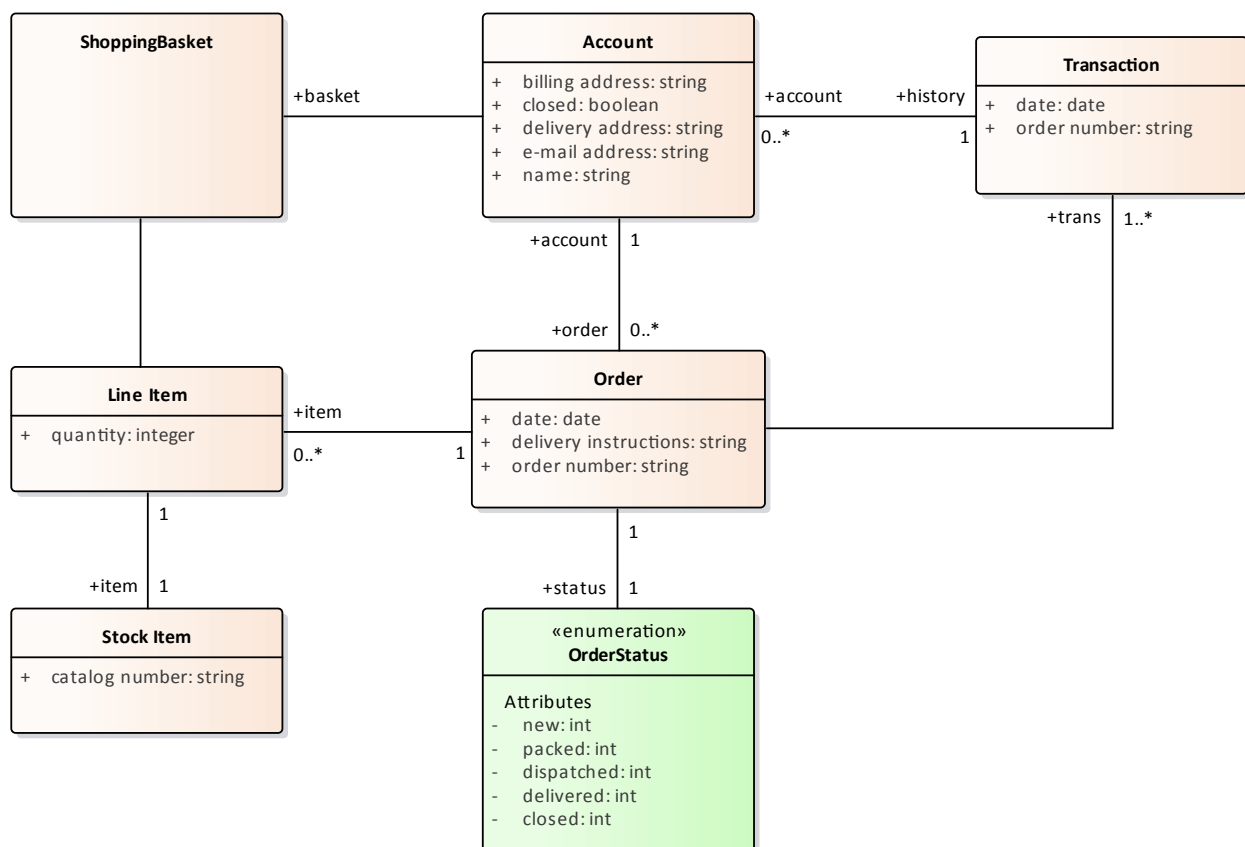 ShoppingBasket
+basket
Account
+ billing address: string
+ closed: boolean
+ delivery address: string
+ e-mail address: string
+ name: string
+account
0..*
+history
1
Transaction
+ date: date
+ order number: string
+trans
1..*
+account
1
+order
0..*
Line Item
+ quantity: integer
+item
0..*
1
Order
+ date: date
+ delivery instructions: string
+ order number: string
1
+item
1
Stock Item
+ catalog number: string
1
+status
1
«enumeration»
OrderStatus
Attributes
- new: int
- packed: int
- dispatched: int
- delivered: int
- closed: int